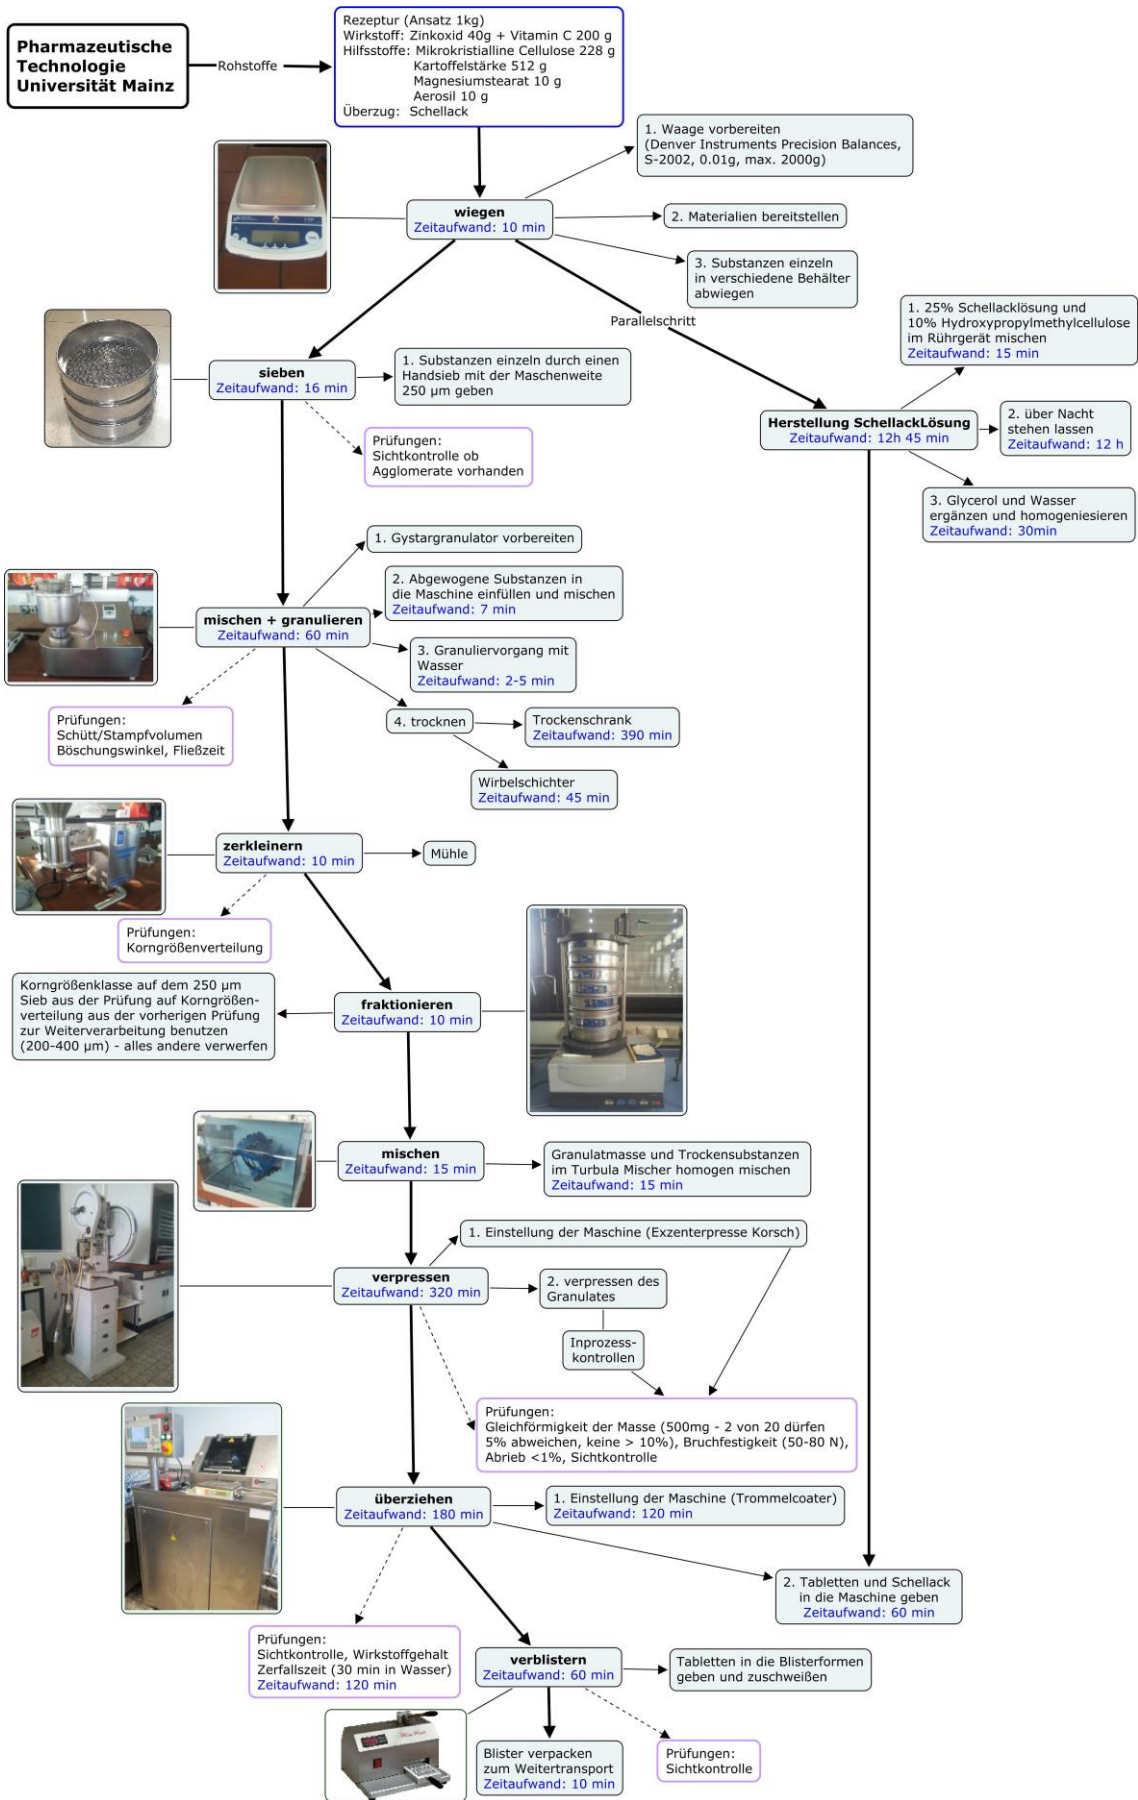 Pharmazeutische
Technologie
Universität Mainz
Rohstoffe
Rezeptur (Ansatz 1kg)
Wirkstoff: Zinkoxid 40g + Vitamin C 200 g
Hilfsstoffe: Mikrokristialline Cellulose 228 g
Kartoffelstärke 512 g
Magnesiumstearat 10 g
Aerosil 10 g
Überzug: Schellack
wiegen
Zeitaufwand: 10 min
1. Waage vorbereiten
(Denver Instruments Precision Balances,
S-2002, 0.01g, max. 2000g)
2. Materialien bereitstellen
3. Substanzen einzeln
in verschiedene Behälter
abwiegen
Parallelschritt
sieben
Zeitaufwand: 16 min
1. Substanzen einzeln durch einen
Handsieb mit der Maschenweite
250 µm geben
Prüfungen:
Sichtkontrolle ob
Agglomerate vorhanden
Herstellung SchellackLösung
Zeitaufwand: 12h 45 min
1. 25% Schellacklösung und
10% Hydroxypropylmethylcellulose
im Rührgerät mischen
Zeitaufwand: 15 min
2. über Nacht
stehen lassen
Zeitaufwand: 12 h
3. Glycerol und Wasser
ergänzen und homogeniesieren
Zeitaufwand: 30min
mischen + granulieren
Zeitaufwand: 60 min
1. Gystargranulator vorbereiten
2. Abgewogene Substanzen in
die Maschine einfüllen und mischen
Zeitaufwand: 7 min
3. Granuliervorgang mit
Wasser
Zeitaufwand: 2-5 min
4. trocknen
Trockenschrank
Zeitaufwand: 390 min
Wirbelschichter
Zeitaufwand: 45 min
Prüfungen:
Schütt/Stampfvolumen
Böschungswinkel, Fließzeit
zerkleinern
Zeitaufwand: 10 min
Mühle
Prüfungen:
Korngrößenverteilung
fraktionieren
Zeitaufwand: 10 min
Korngrößenklasse auf dem 250 µm
Sieb aus der Prüfung auf Korngrößen-
verteilung aus der vorherigen Prüfung
zur Weiterverarbeitung benutzen
(200-400 µm) - alles andere verwerfen
mischen
Zeitaufwand: 15 min
Granulatmasse und Trockensubstanzen
im Turbula Mischer homogen mischen
Zeitaufwand: 15 min
verpressen
Zeitaufwand: 320 min
1. Einstellung der Maschine (Exzenterpresse Korsch)
2. verpressen des
Granulates
Inprozess-
kontrollen
Prüfungen:
Gleichförmigkeit der Masse (500mg - 2 von 20 dürfen
5% abweichen, keine > 10%), Bruchfestigkeit (50-80 N),
Abrieb <1%, Sichtkontrolle
überziehen
Zeitaufwand: 180 min
1. Einstellung der Maschine (Trommelcoater)
Zeitaufwand: 120 min
2. Tabletten und Schellack
in die Maschine geben
Zeitaufwand: 60 min
Prüfungen:
Sichtkontrolle, Wirkstoffgehalt
Zerfallszeit (30 min in Wasser)
Zeitaufwand: 120 min
verblistern
Zeitaufwand: 60 min
Tabletten in die Blisterformen
geben und zuschweißen
Blister verpacken
zum Weitertransport
Zeitaufwand: 10 min
Prüfungen:
Sichtkontrolle